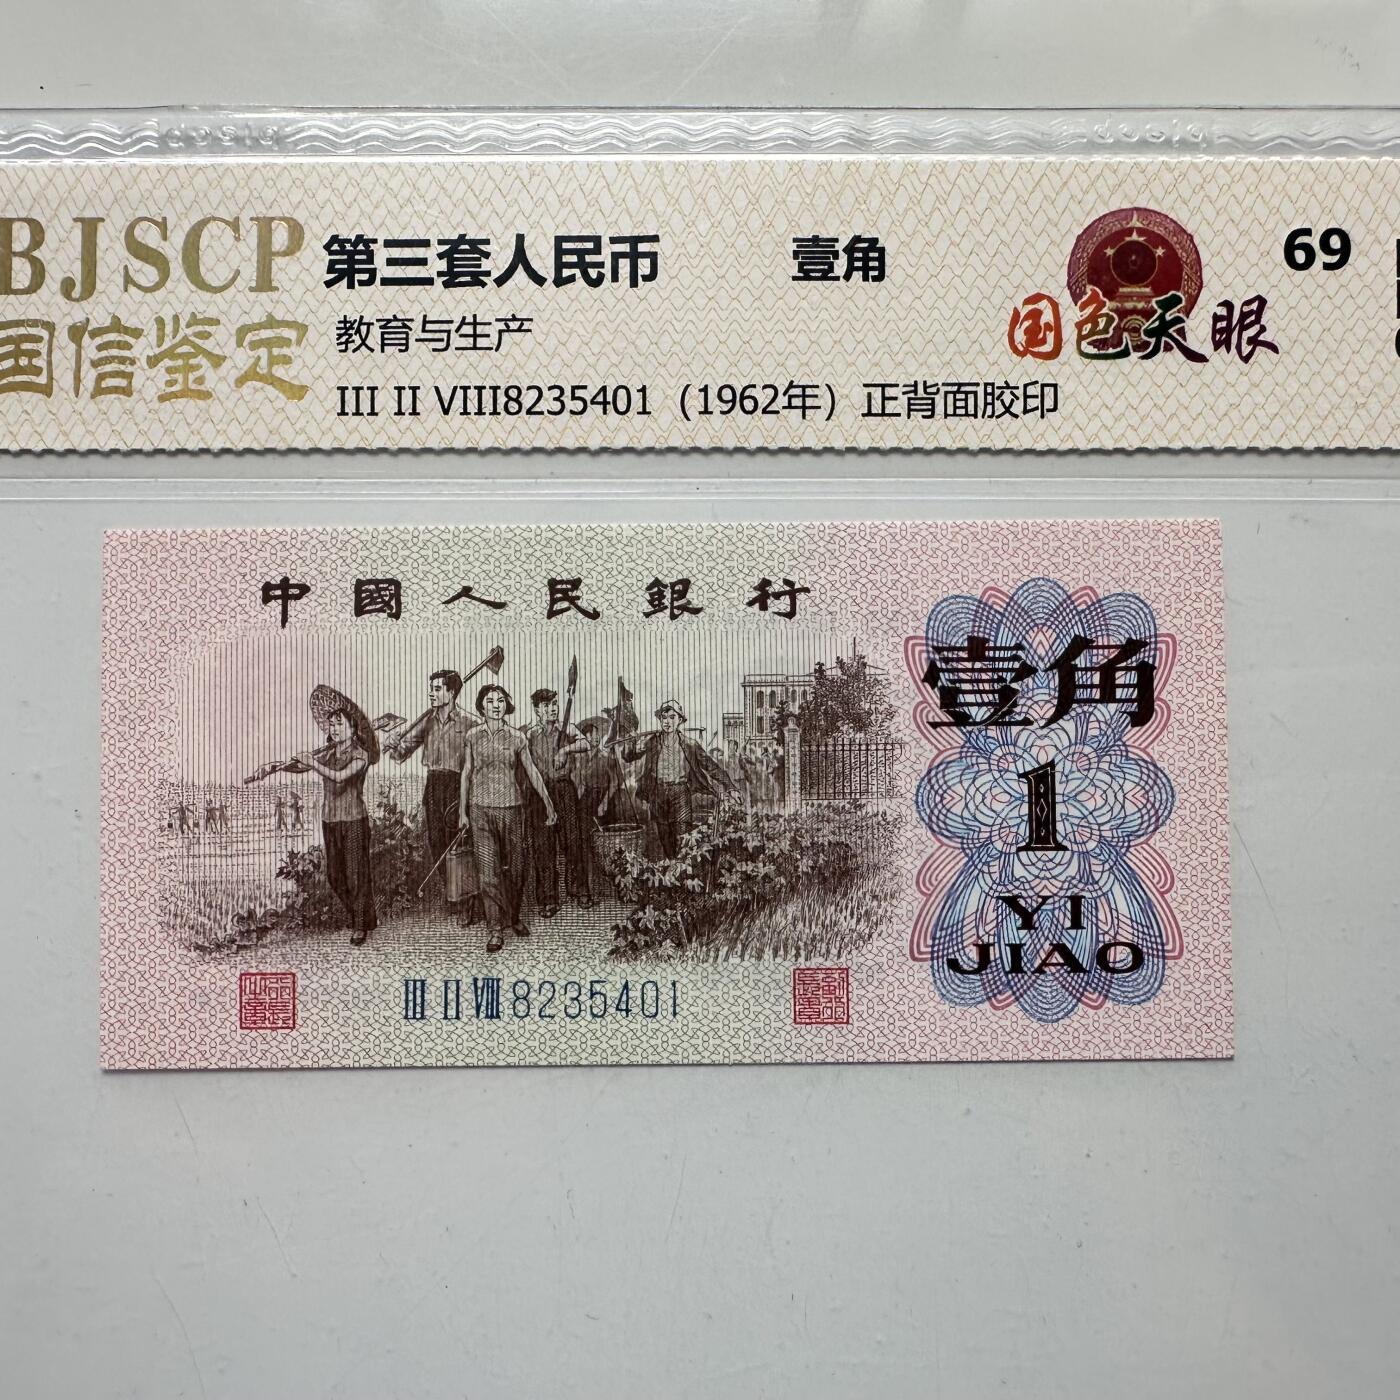 BJSCP
国信鉴定
第三套人民币 壹角
教育与生产
III II VIII8235401（1962年）正背面胶印
国色天眼
69
中國人民銀行
壹角
1
YI
JIAO
III II VIII 8235401